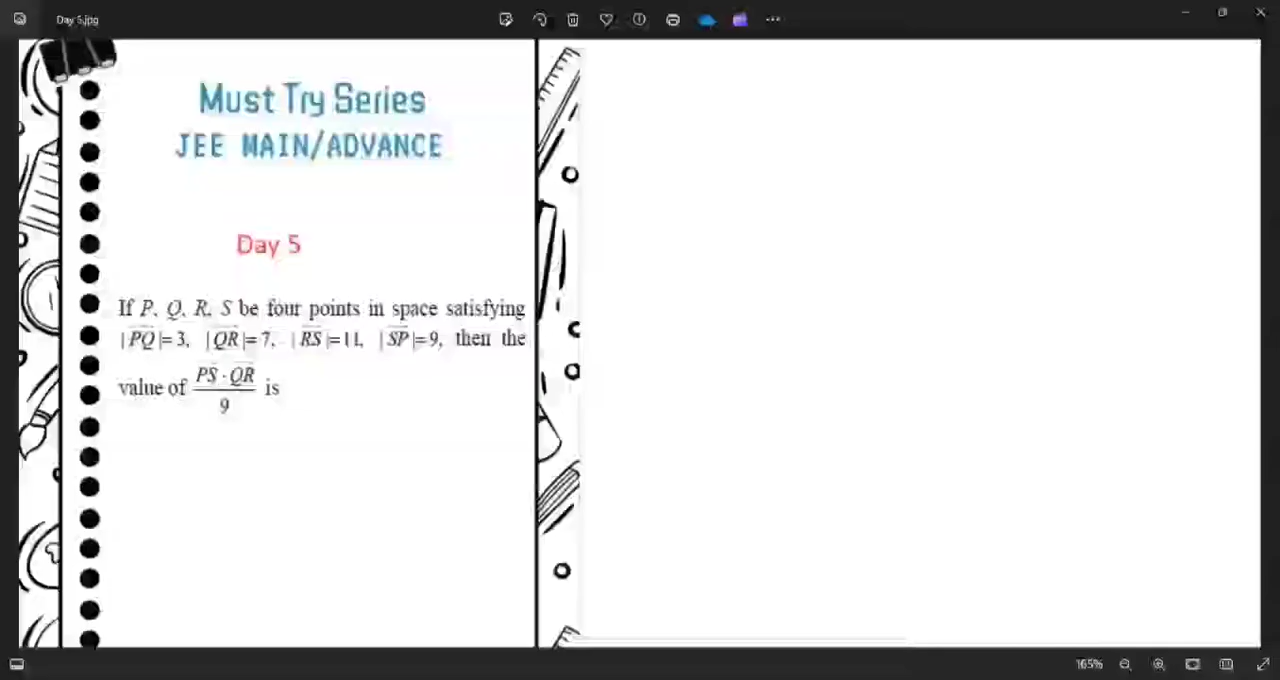 Day 5.jpg
Must Try Series
JEE MAIN/ADVANCE
Day 5
If P, Q, R, S be four points in space satisfying
|PQ|=3, |QR|=7, |RS|=11, |SP|=9, then the
value of PS · QR / 9 is
165%